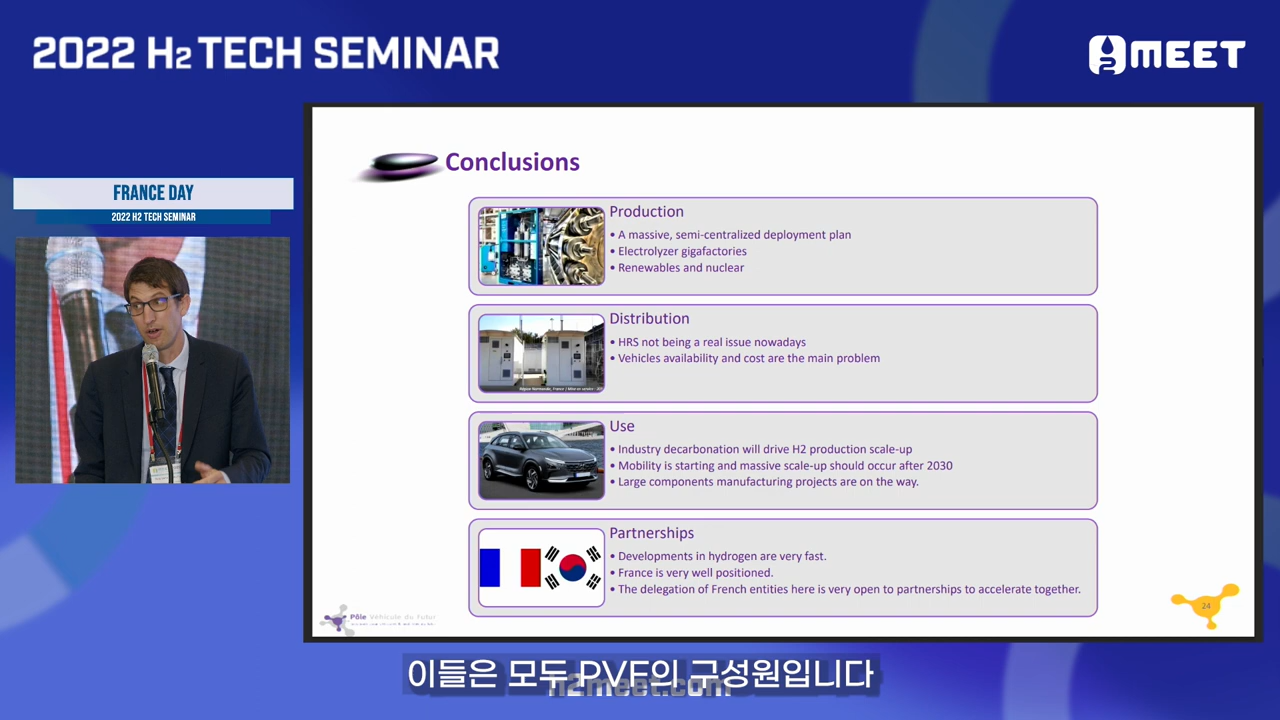 2022 H2 TECH SEMINAR
H2 MEET
FRANCE DAY
2022 H2 TECH SEMINAR
Conclusions
Production
• A massive, semi-centralized deployment plan
• Electrolyzer gigafactories
• Renewables and nuclear
Distribution
• HRS not being a real issue nowadays
• Vehicles availability and cost are the main problem
Use
• Industry decarbonation will drive H2 production scale-up
• Mobility is starting and massive scale-up should occur after 2030
• Large components manufacturing projects are on the way.
Partnerships
• Developments in hydrogen are very fast.
• France is very well positioned.
• The delegation of French entities here is very open to partnerships to accelerate together.
Pôle Véhicule du Futur
24
이들은 모두 PVF의 구성원입니다
h2meet.com